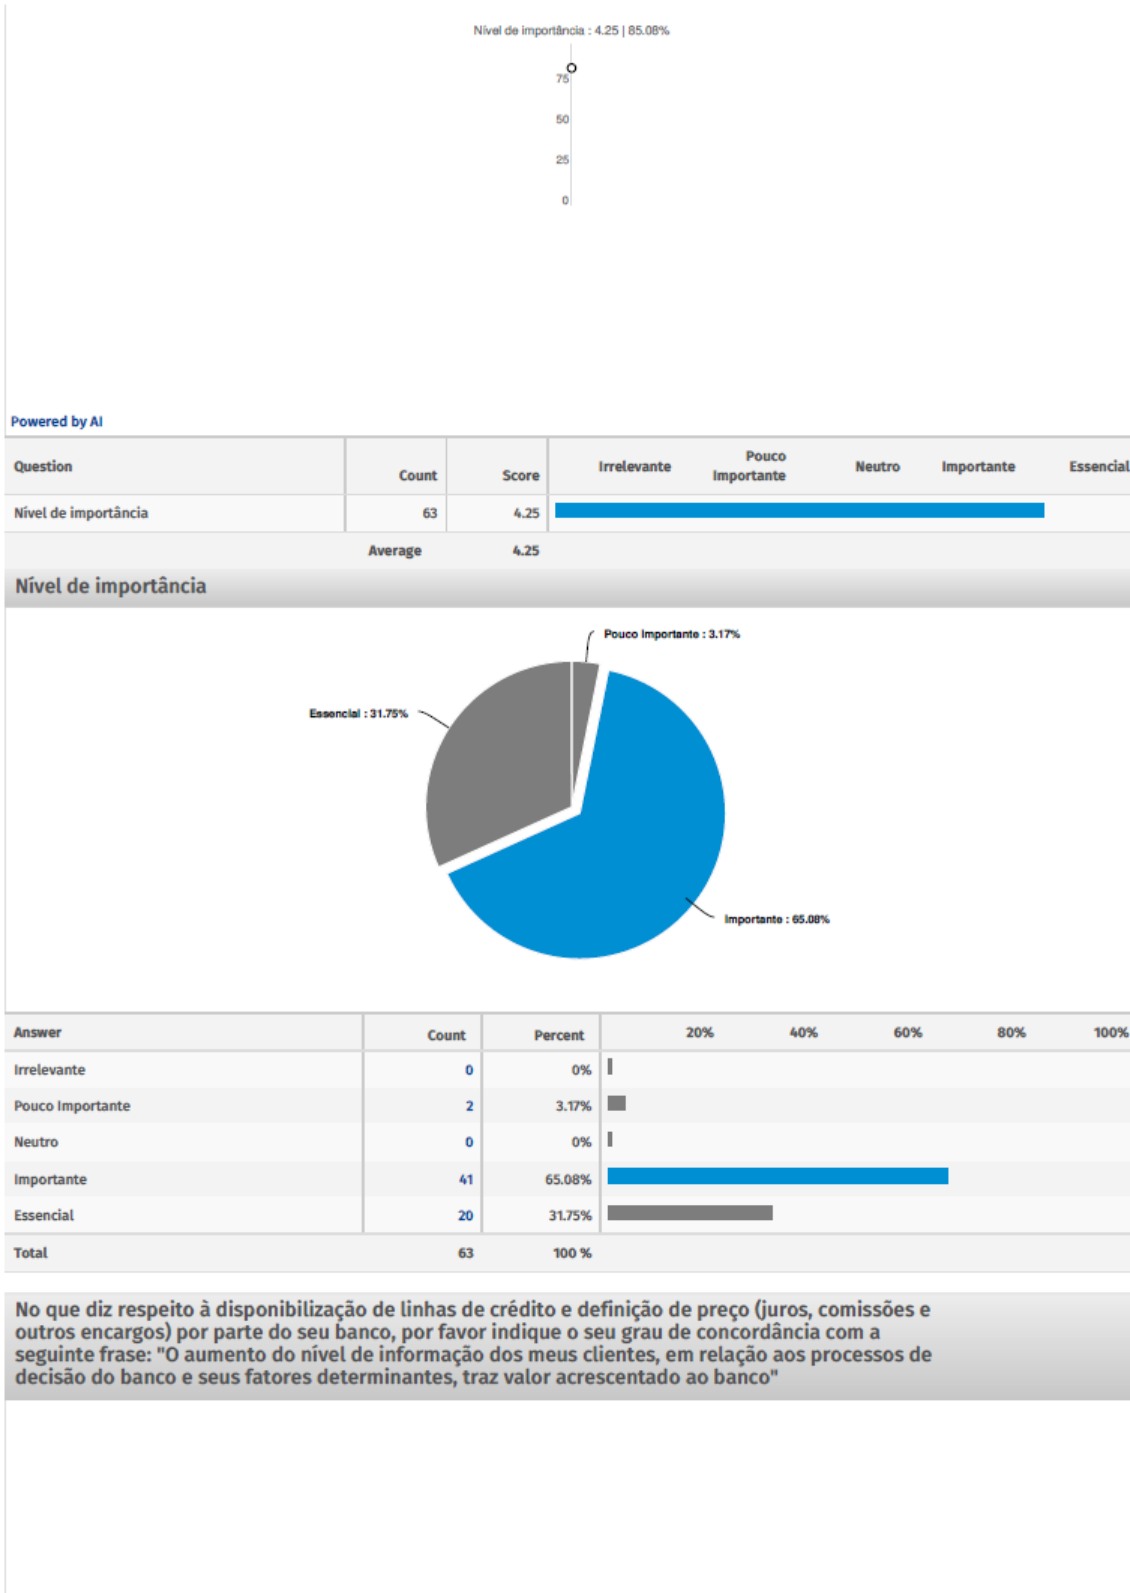 Nível de importância : 4.25 | 85.08%
75
50
25
0
Powered by AI
Question Count Score Irrelevante Pouco Importante Neutro Importante Essencial
Nível de importância 63 4.25
Average 4.25
Nível de importância
Pouco Importante : 3.17%
Essencial : 31.75%
Importante : 65.08%
Answer Count Percent 20% 40% 60% 80% 100%
Irrelevante 0 0%
Pouco Importante 2 3.17%
Neutro 0 0%
Importante 41 65.08%
Essencial 20 31.75%
Total 63 100 %
No que diz respeito à disponibilização de linhas de crédito e definição de preço (juros, comissões e
outros encargos) por parte do seu banco, por favor indique o seu grau de concordância com a
seguinte frase: "O aumento do nível de informação dos meus clientes, em relação aos processos de
decisão do banco e seus fatores determinantes, traz valor acrescentado ao banco"